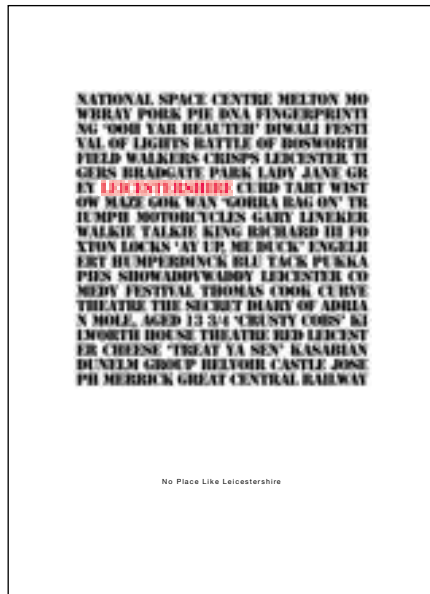 NATIONAL SPACE CENTRE MELTON MO
WBRAY PORK PIE DNA FINGERPRINTI
NG 'OOH YAR BEAUTEH' DIWALI FESTI
VAL OF LIGHTS BATTLE OF BOSWORTH
FIELD WALKERS CRISPS LEICESTER TI
GERS BRADGATE PARK LADY JANE GR
EY LEICESTERSHIRE CURD TART WIST
OW MAZE GOK WAN 'GORRA BAG ON' TR
IUMPH MOTORCYCLES GARY LINEKER
WALKIE TALKIE KING RICHARD III FO
XTON LOCKS 'AY UP, ME DUCK' ENGELB
ERT HUMPERDINCK BLU TACK PUKKA
PIES SHOWADDYWADDY LEICESTER CO
MEDY FESTIVAL THOMAS COOK CURVE
THEATRE THE SECRET DIARY OF ADRIA
N MOLE, AGED 13 3/4 'CRUSTY COBS' KI
LWORTH HOUSE THEATRE RED LEICEST
ER CHEESE 'TREAT YA SEN' KASABIAN
DUNELM GROUP BELVOIR CASTLE JOSE
PH MERRICK GREAT CENTRAL RAILWAY
No Place Like Leicestershire